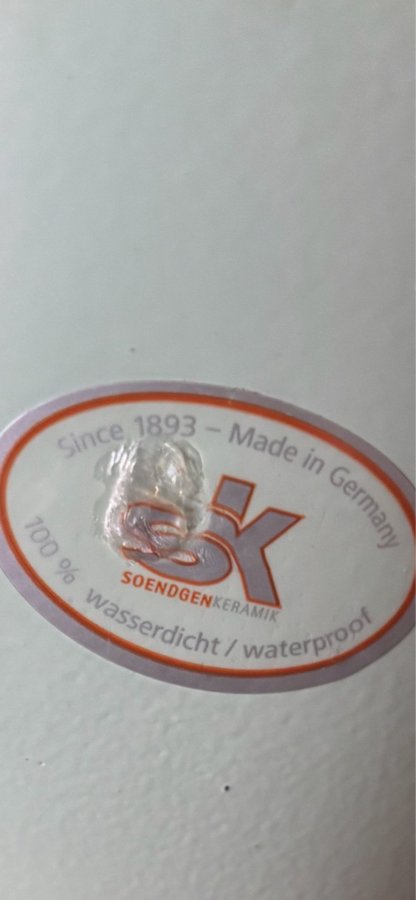 Since 1893 – Made in Germany
SK
SOENDGENKERAMIK
100 % wasserdicht / waterproof